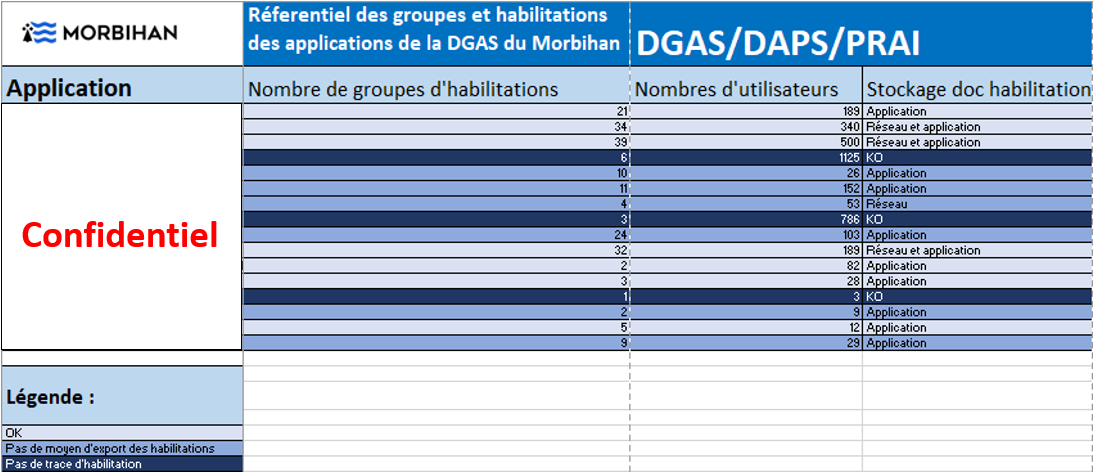 MORBIHAN
Réferentiel des groupes et habilitations
des applications de la DGAS du Morbihan
DGAS/DAPS/PRAI
Application
Nombre de groupes d'habilitations
Nombres d'utilisateurs
Stockage doc habilitation
21 189 Application
34 340 Réseau et application
39 500 Réseau et application
6 1125 KO
10 26 Application
11 152 Application
4 53 Réseau
3 786 KO
24 103 Application
32 189 Réseau et application
2 82 Application
3 28 Application
1 3 KO
2 9 Application
5 12 Application
9 29 Application
Confidentiel
Légende :
OK
Pas de moyen d'export des habilitations
Pas de trace d'habilitation